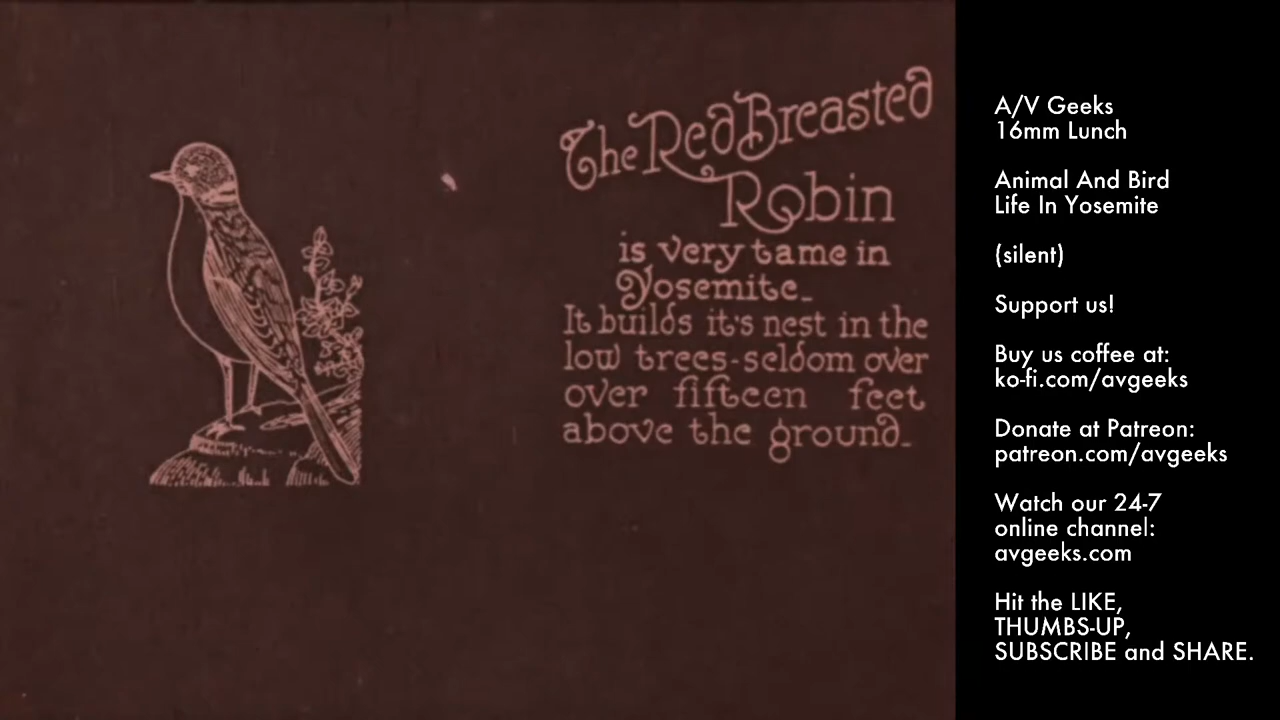 The Red Breasted
Robin
is very tame in
Yosemite_
It builds it's nest in the
low trees-seldom over
over fifteen feet
above the ground_
A/V Geeks
16mm Lunch
Animal And Bird
Life In Yosemite
(silent)
Support us!
Buy us coffee at:
ko-fi.com/avgeeks
Donate at Patreon:
patreon.com/avgeeks
Watch our 24-7
online channel:
avgeeks.com
Hit the LIKE,
THUMBS-UP,
SUBSCRIBE and SHARE.